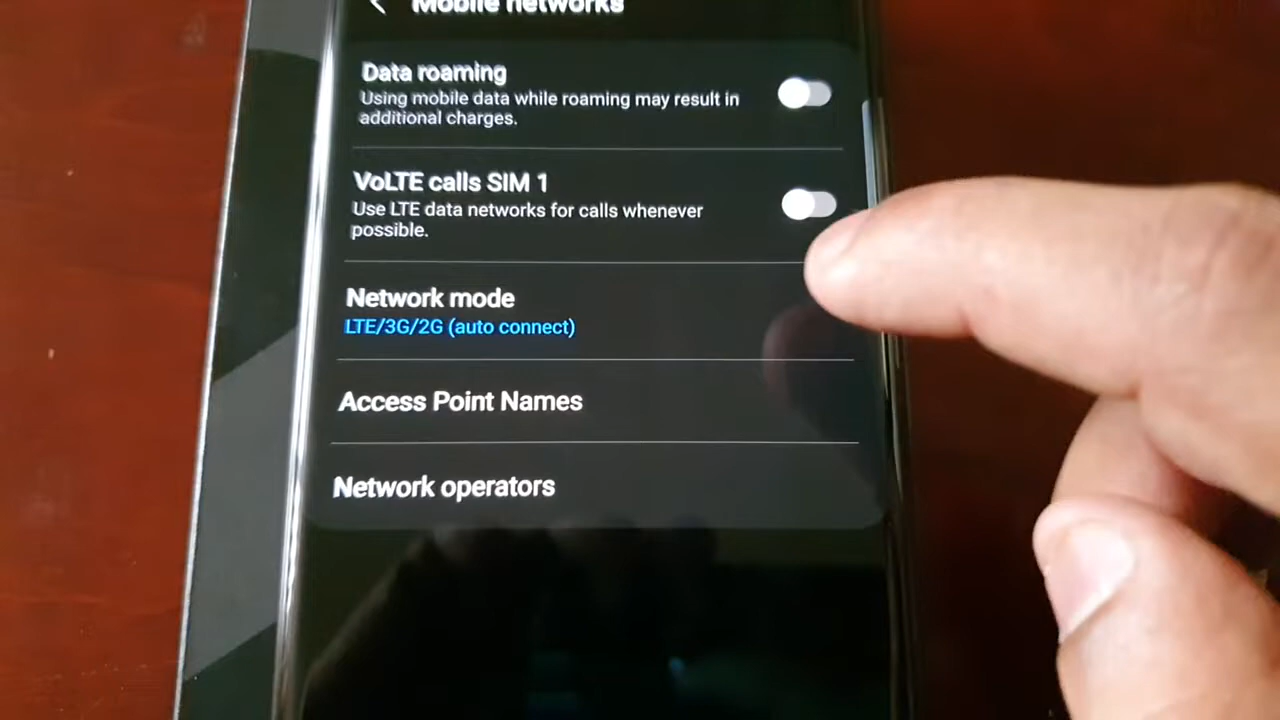 Mobile networks
Data roaming
Using mobile data while roaming may result in
additional charges.
VoLTE calls SIM 1
Use LTE data networks for calls whenever
possible.
Network mode
LTE/3G/2G (auto connect)
Access Point Names
Network operators